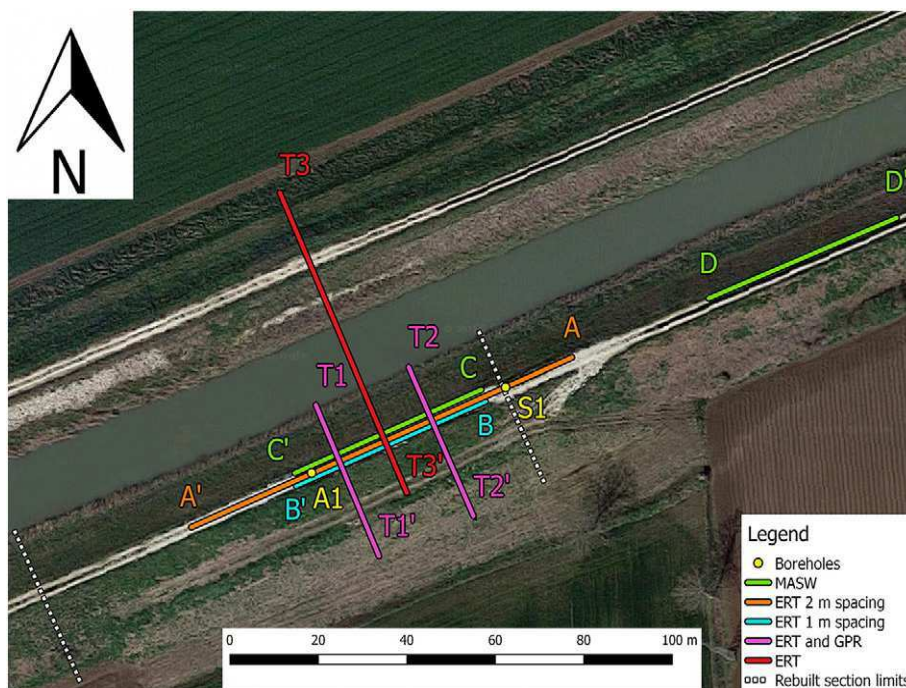 N
T3
D'
D
A
T2
C
T1
S1
B
C'
T3'
A'
B'
A1
T2'
T1'
Legend
Boreholes
MASW
ERT 2 m spacing
ERT 1 m spacing
ERT and GPR
ERT
Rebuilt section limits
0 20 40 60 80 100 m